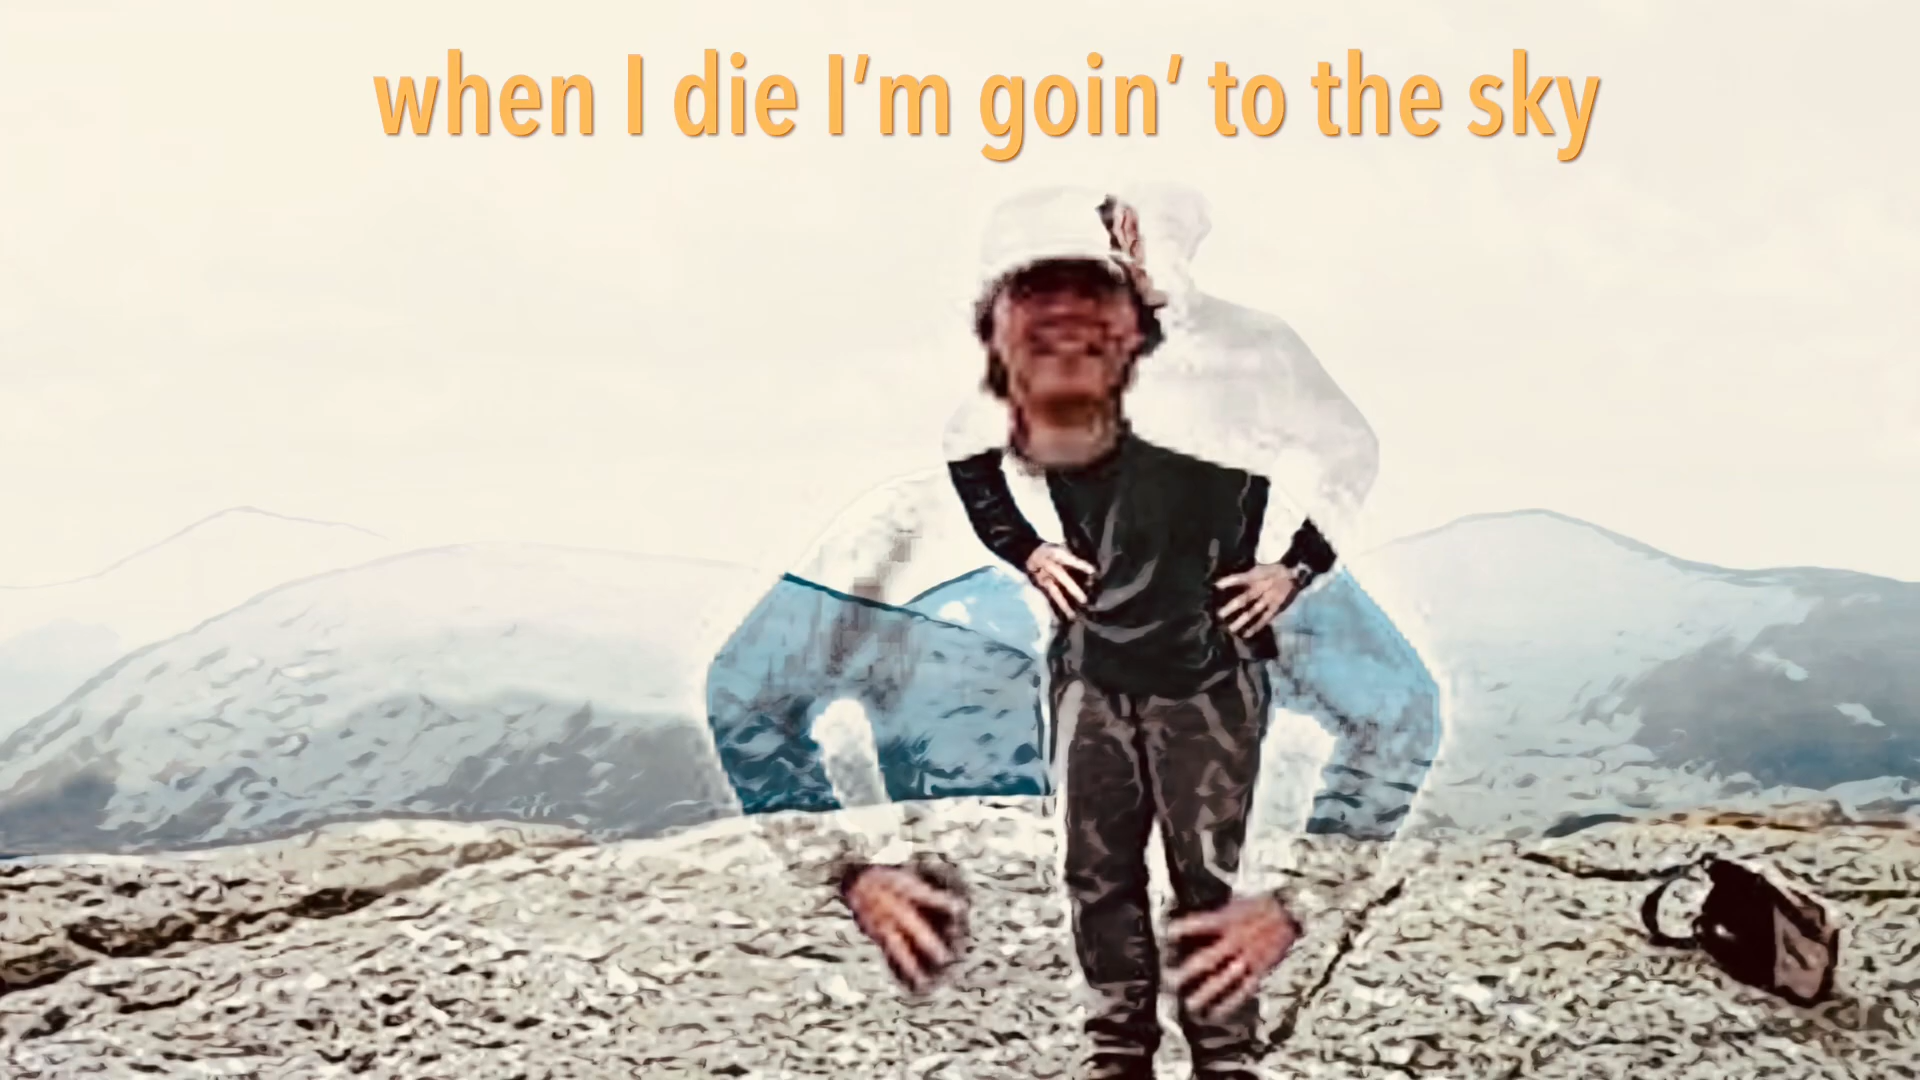 when I die I’m goin’ to the sky